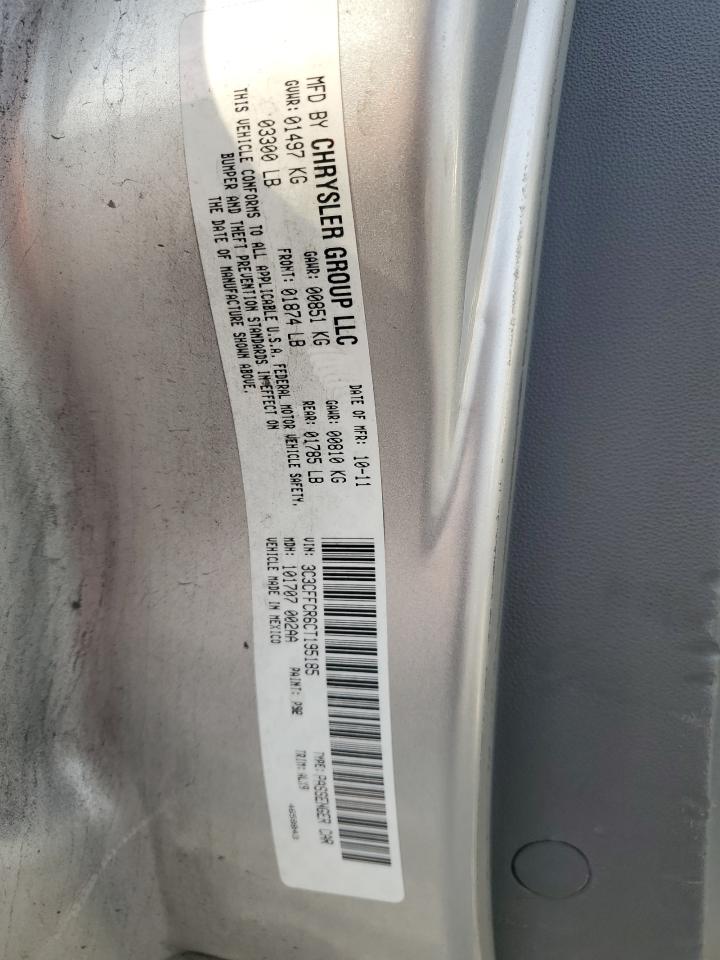 MFD BY CHRYSLER GROUP LLC DATE OF MFR: 10-11
GVWR: 01497 KG GAWR: 00851 KG GAWR: 00810 KG
03300 LB FRONT: 01874 LB REAR: 01785 LB
THIS VEHICLE CONFORMS TO ALL APPLICABLE U.S.A. FEDERAL MOTOR VEHICLE SAFETY,
BUMPER AND THEFT PREVENTION STANDARDS IN EFFECT ON
THE DATE OF MANUFACTURE SHOWN ABOVE.
VIN: 3C3CFFCR6CT195185 TYPE: PASSENGER CAR
MDH: 101707 002AA PAINT: TRIM:
VEHICLE MADE IN MEXICO